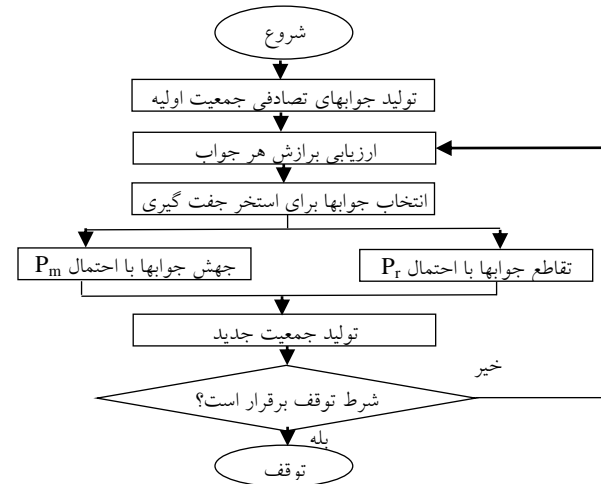 شروع
تولید جوابهای تصادفی جمعیت اولیه
ارزیابی برازش هر جواب
انتخاب جوابها برای استخر جفت گیری
تقاطع جوابها با احتمال Pr
جهش جوابها با احتمال Pm
تولید جمعیت جدید
خیر
شرط توقف برقرار است؟
بله
توقف